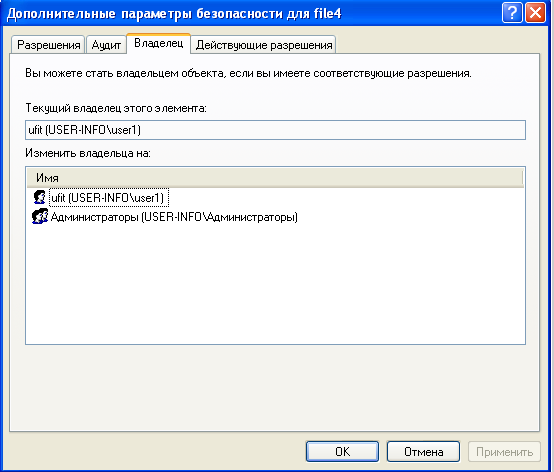 Дополнительные параметры безопасности для file4
Разрешения Аудит Владелец Действующие разрешения
Вы можете стать владельцем объекта, если вы имеете соответствующие разрешения.
Текущий владелец этого элемента:
ufit (USER-INFO\user1)
Изменить владельца на:
Имя
ufit (USER-INFO\user1)
Администраторы (USER-INFO\Администраторы)
OK Отмена Применить